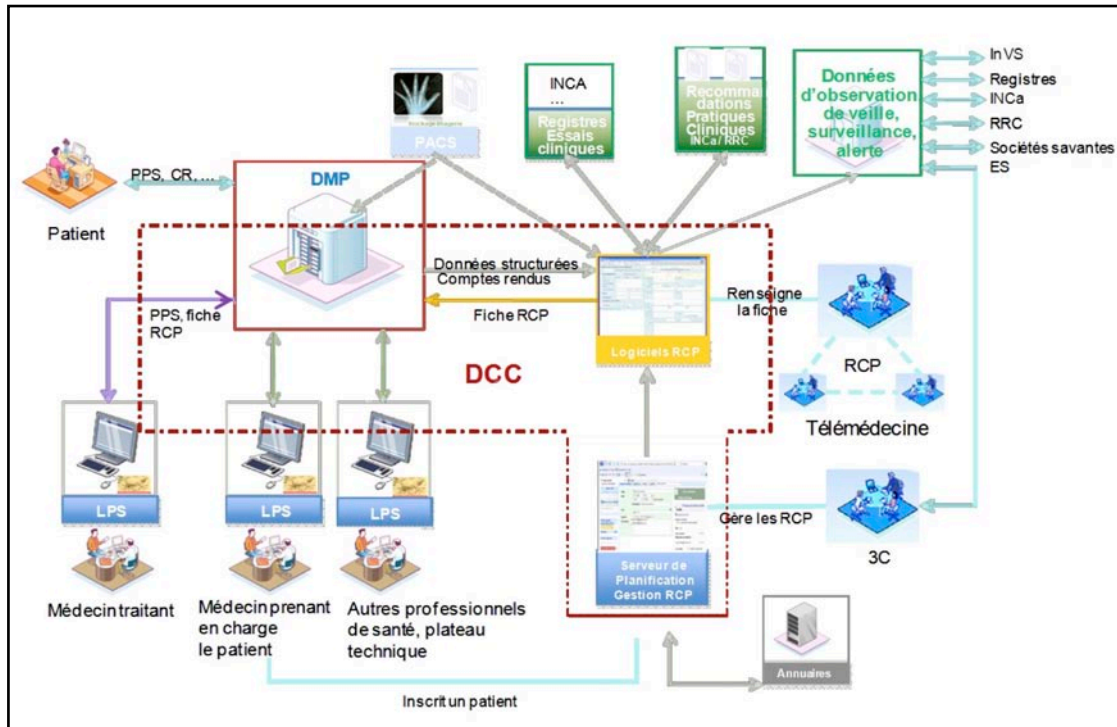 INCA
...
Registres
Essais
cliniques
Recomman
dations
Pratiques
Cliniques
INCa/ RRC
Données
d'observation
de veille,
surveillance,
alerte
InVS
Registres
INCa
RRC
Sociétés savantes
ES
PACS
PPS, CR, ...
DMP
Patient
Données structurées
Comptes rendus
Renseigne
la fiche
PPS, fiche
RCP
Fiche RCP
Logiciels RCP
RCP
DCC
Télémédecine
LPS
LPS
LPS
Gère les RCP
3C
Serveur de
Planification
Gestion RCP
Médecin traitant
Médecin prenant
en charge
le patient
Autres professionnels
de santé, plateau
technique
Annuaires
Inscrit un patient